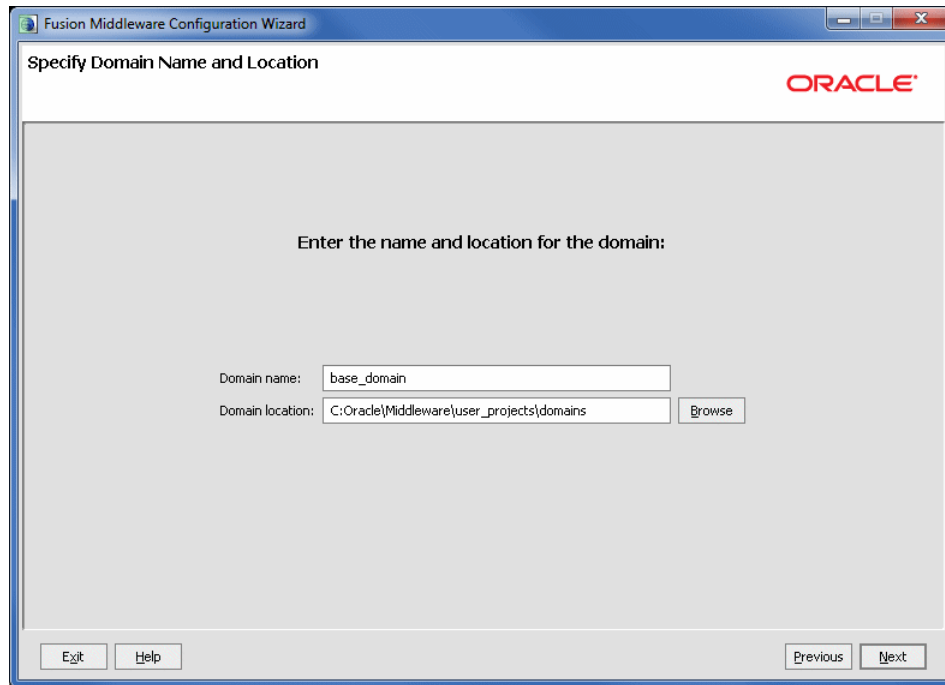 Fusion Middleware Configuration Wizard
Specify Domain Name and Location
ORACLE
Enter the name and location for the domain:
Domain name: base_domain
Domain location: C:Oracle\Middleware\user_projects\domains Browse
Exit Help Previous Next